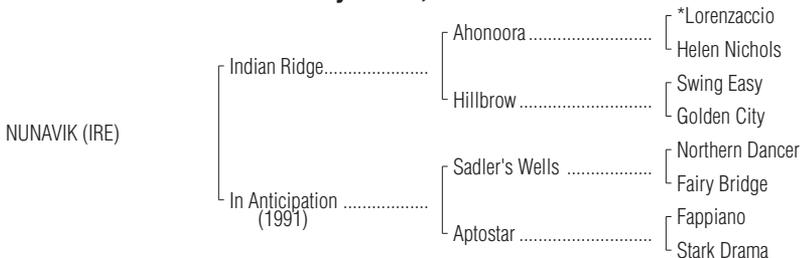 *Lorenzaccio
Ahonoora
Helen Nichols
Indian Ridge
Swing Easy
Hillbrow
Golden City
NUNAVIK (IRE)
Northern Dancer
Sadler's Wells
Fairy Bridge
In Anticipation
(1991)
Fappiano
Aptostar
Stark Drama